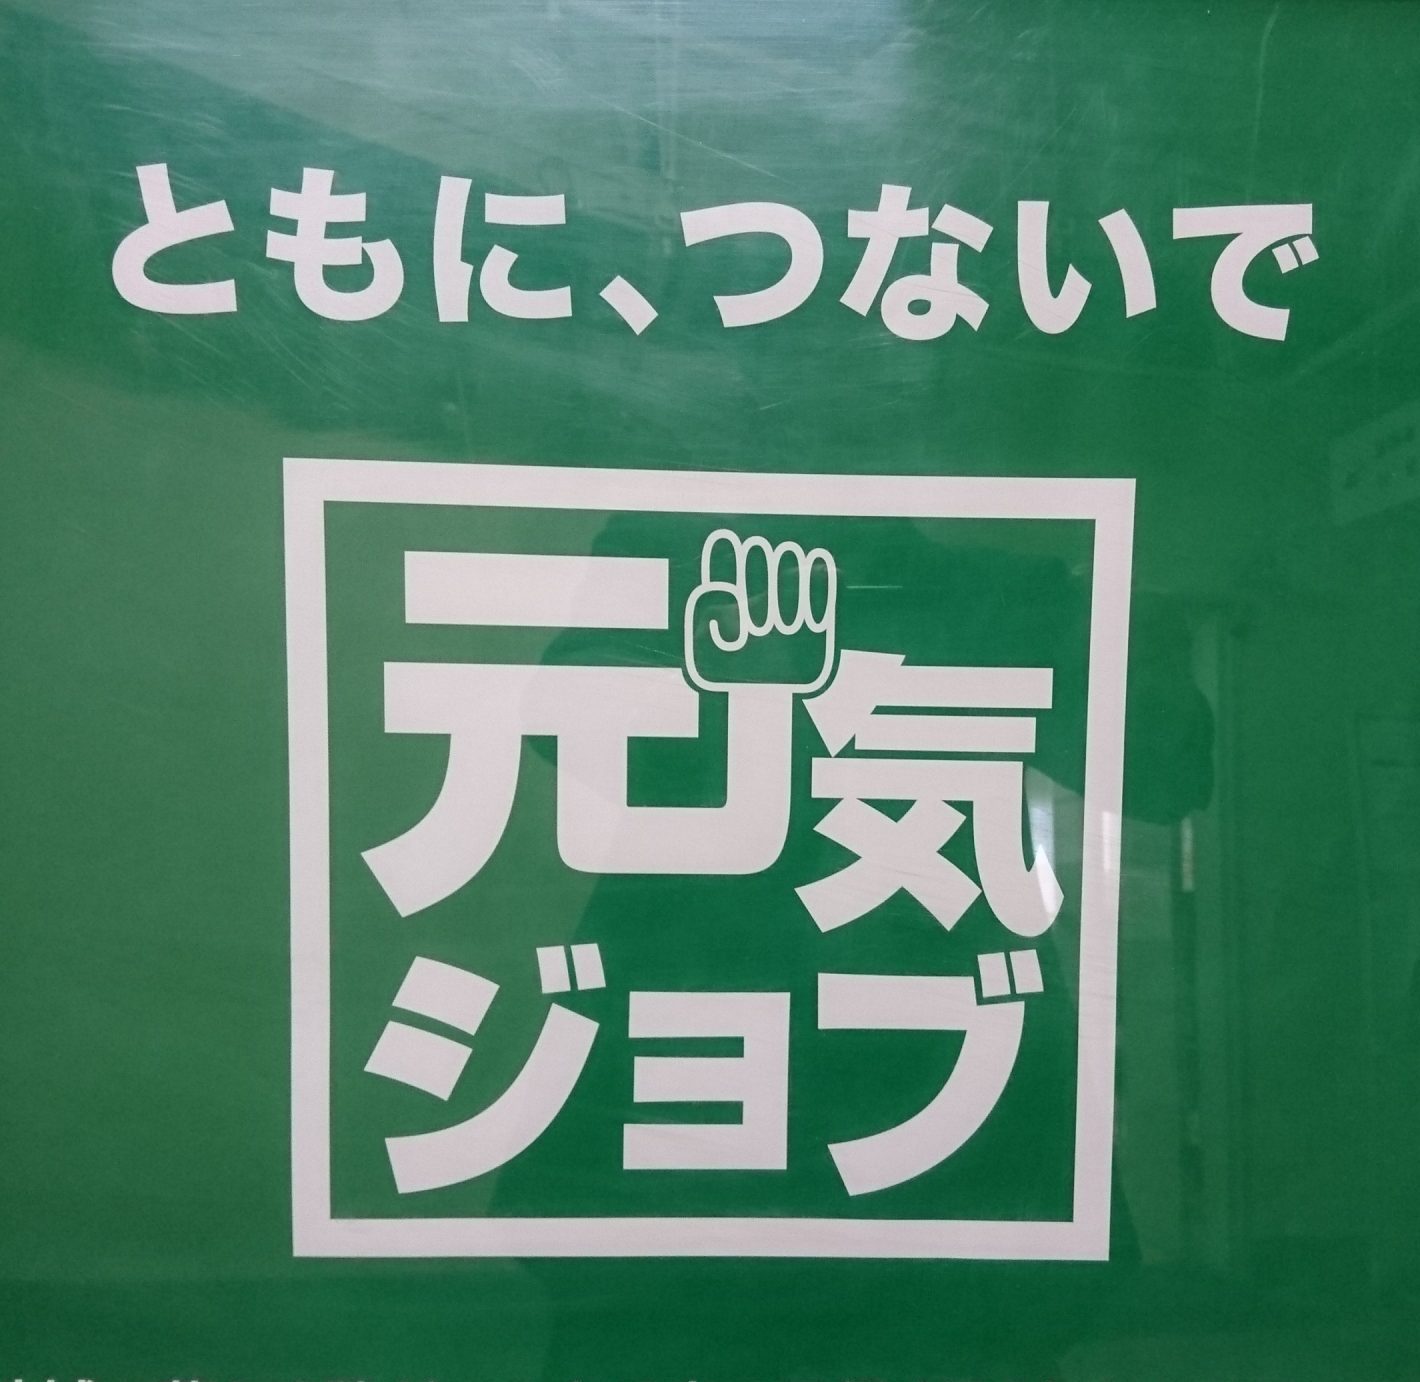 ともに、つないで
元気
ジョブ